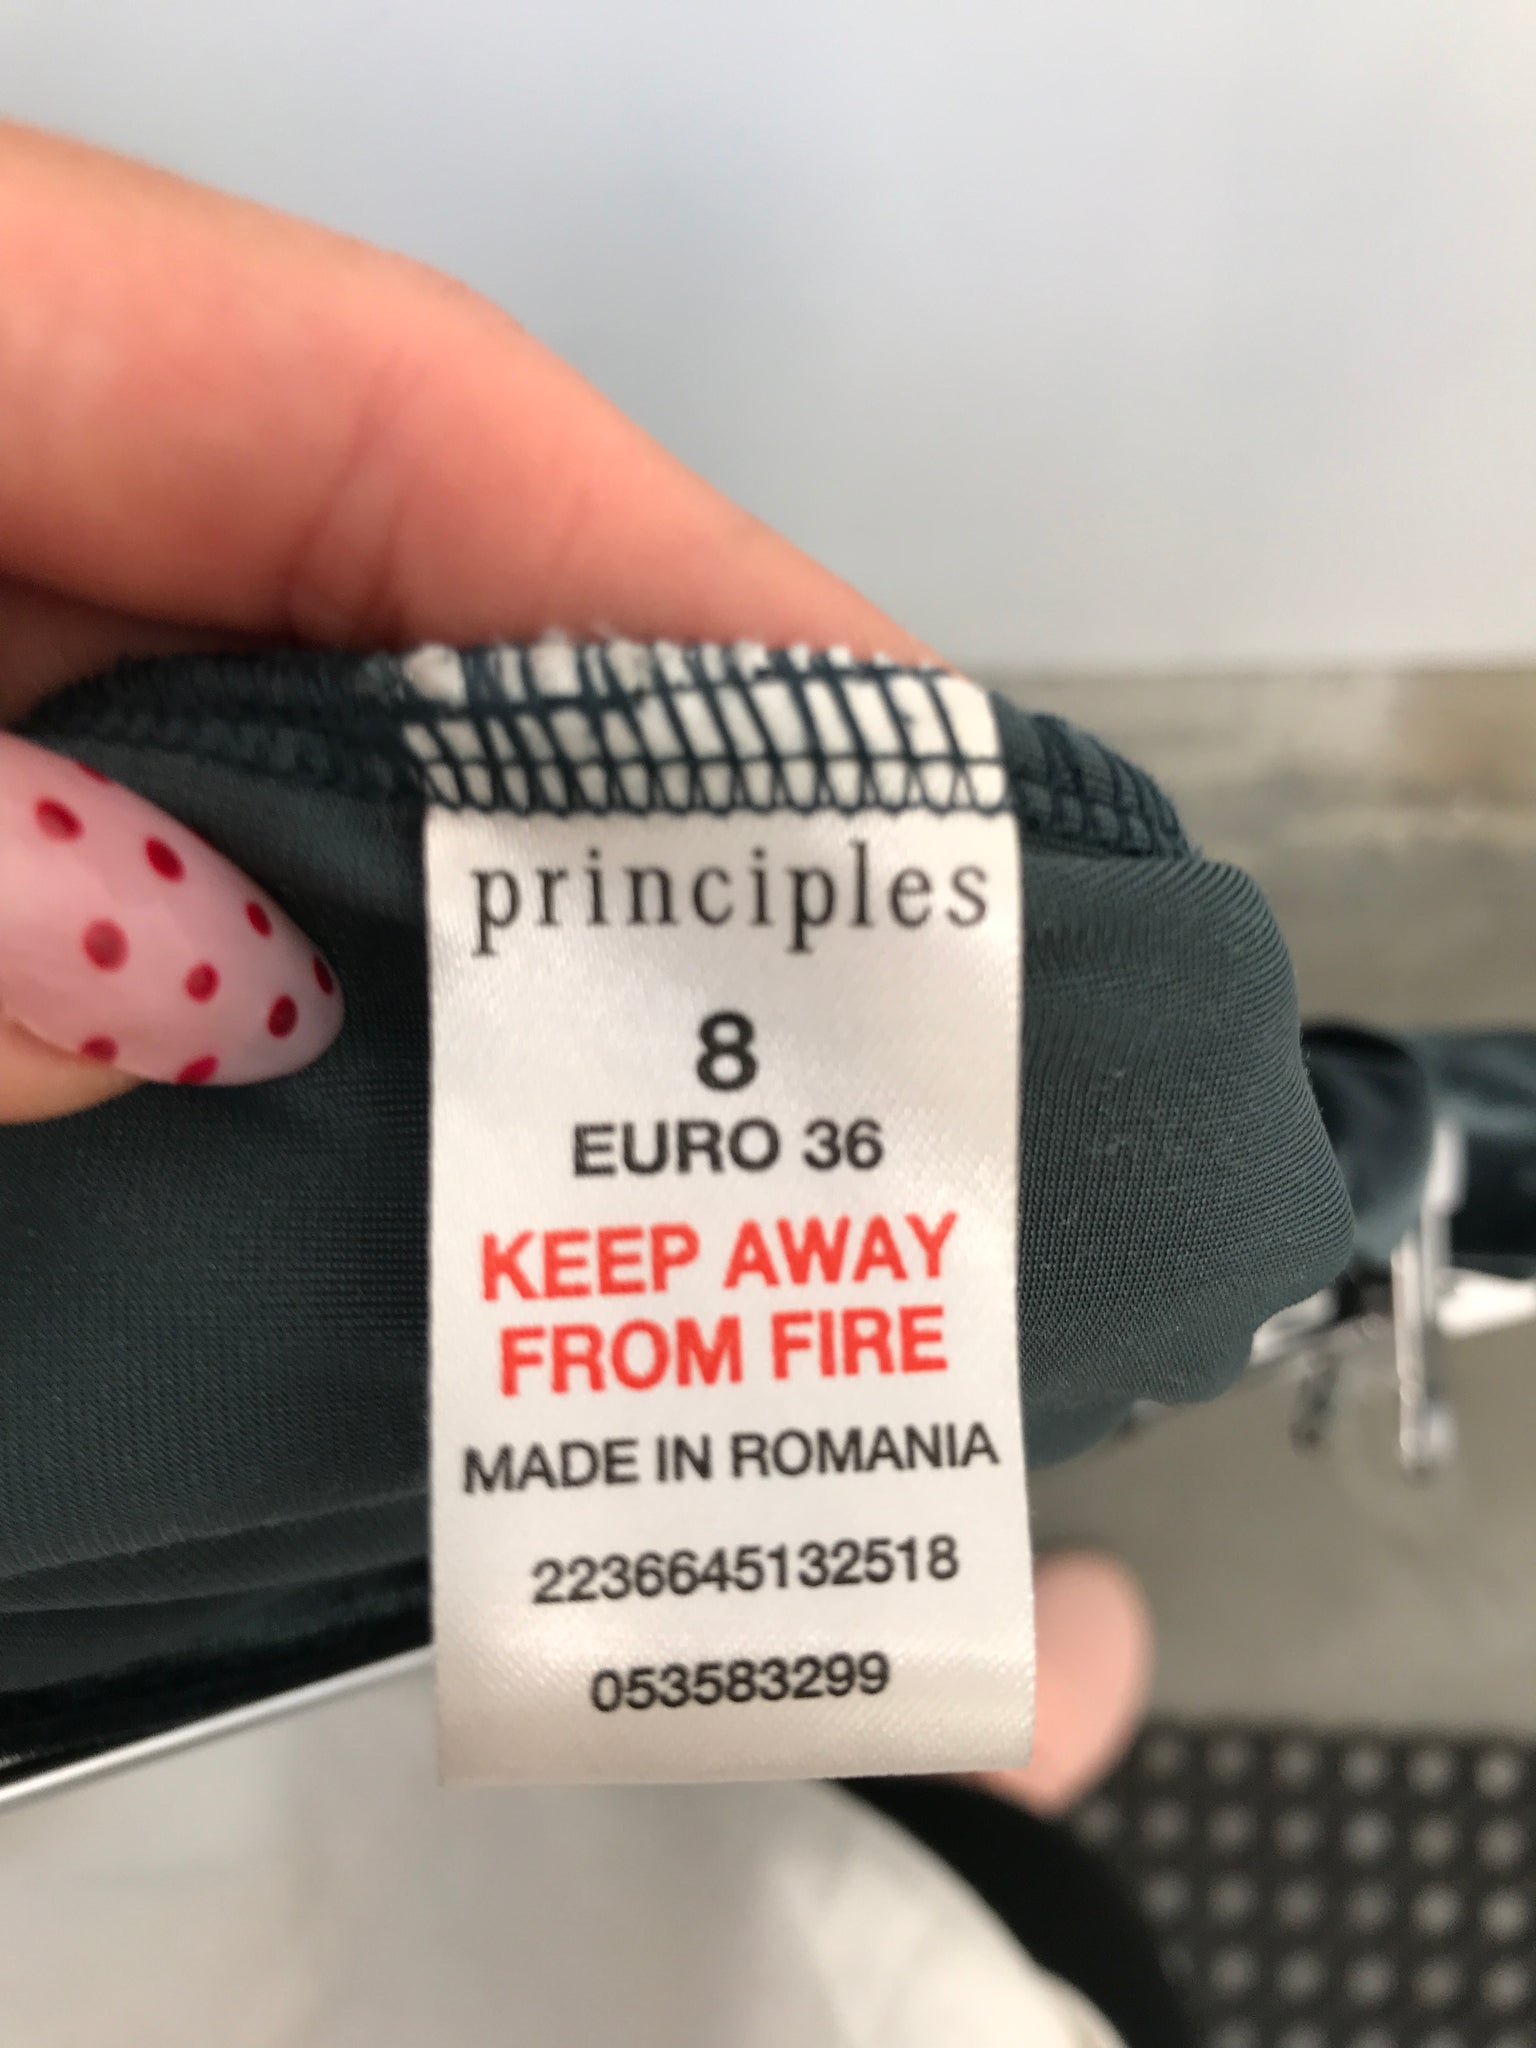 principles
8
EURO 36
KEEP AWAY
FROM FIRE
MADE IN ROMANIA
2236645132518
053583299